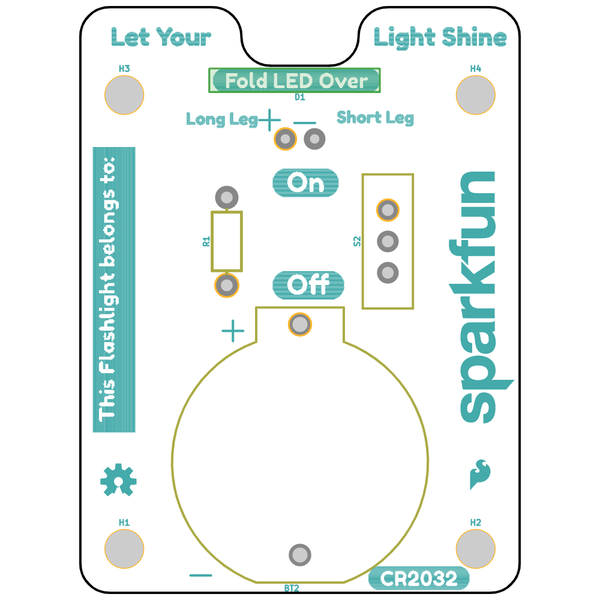 Let Your Light Shine
H3 H4
Fold LED Over
D1
Long Leg + − Short Leg
On
This Flashlight belongs to:
R1
S2
sparkfun
Off
+
H1 H2
−
CR2032
BT2